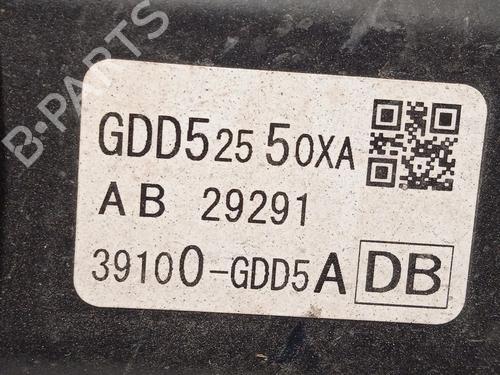 B-PARTS
GDD525 50XA
AB 29291
39100-GDD5A DB